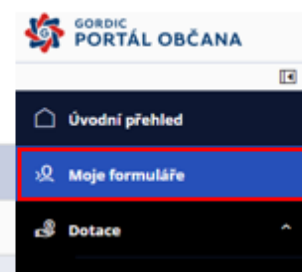 GORDIC
PORTÁL OBČANA
Úvodní přehled
Moje formuláře
Dotace